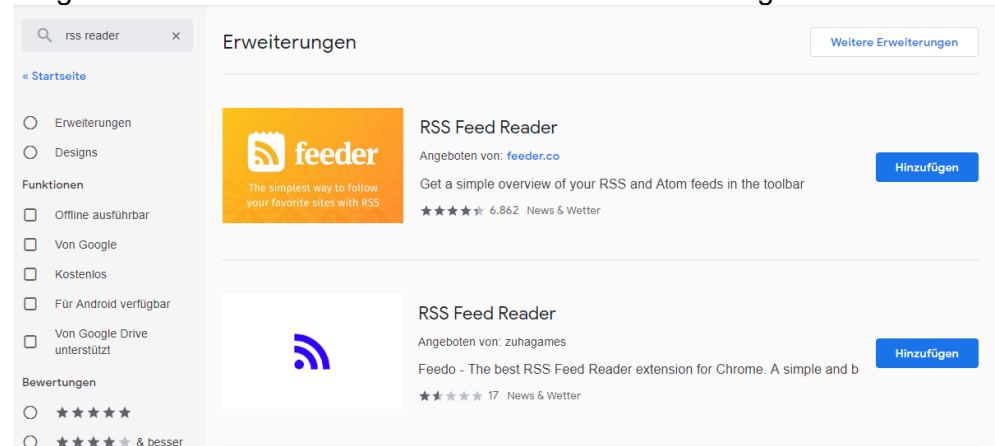 rss reader
« Startseite
Erweiterungen
Designs
Funktionen
Offline ausführbar
Von Google
Kostenlos
Für Android verfügbar
Von Google Drive
unterstützt
Bewertungen
& besser
Erweiterungen
Weitere Erweiterungen
feeder
The simplest way to follow
your favorite sites with RSS
RSS Feed Reader
Angeboten von: feeder.co
Get a simple overview of your RSS and Atom feeds in the toolbar
6.862 News & Wetter
Hinzufügen
RSS Feed Reader
Angeboten von: zuhagames
Feedo - The best RSS Feed Reader extension for Chrome. A simple and b
17 News & Wetter
Hinzufügen